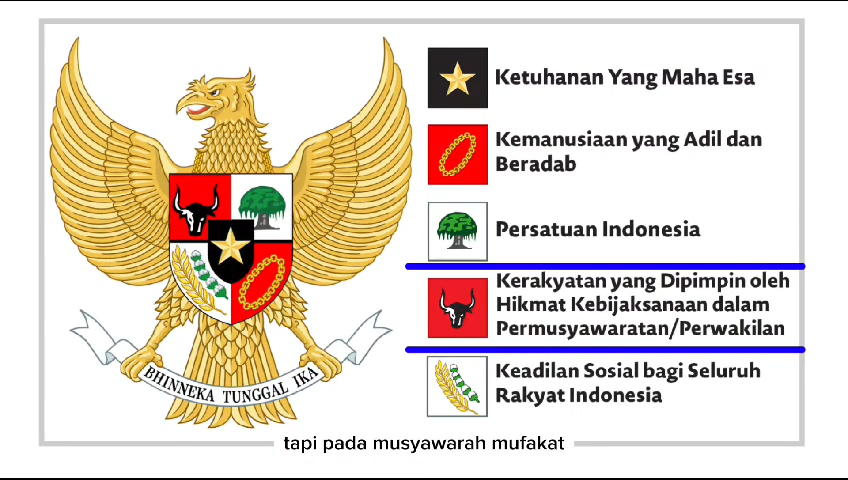 Ketuhanan Yang Maha Esa
Kemanusiaan yang Adil dan
Beradab
Persatuan Indonesia
Kerakyatan yang Dipimpin oleh
Hikmat Kebijaksanaan dalam
Permusyawaratan/Perwakilan
Keadilan Sosial bagi Seluruh
Rakyat Indonesia
BHINNEKA TUNGGAL IKA
tapi pada musyawarah mufakat